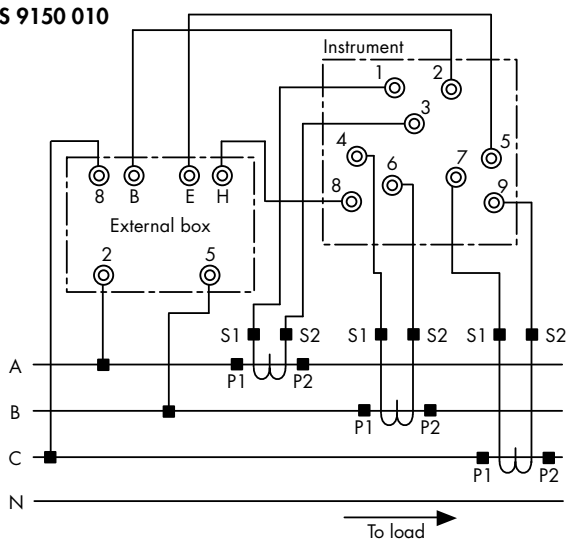 S 9150 010
Instrument
1 2
3
4 5
6 7
8 9
8 B E H
External box
2 5
S1 S2 S1 S2 S1 S2
A
P1 P2
B
P1 P2
C
P1 P2
N
To load